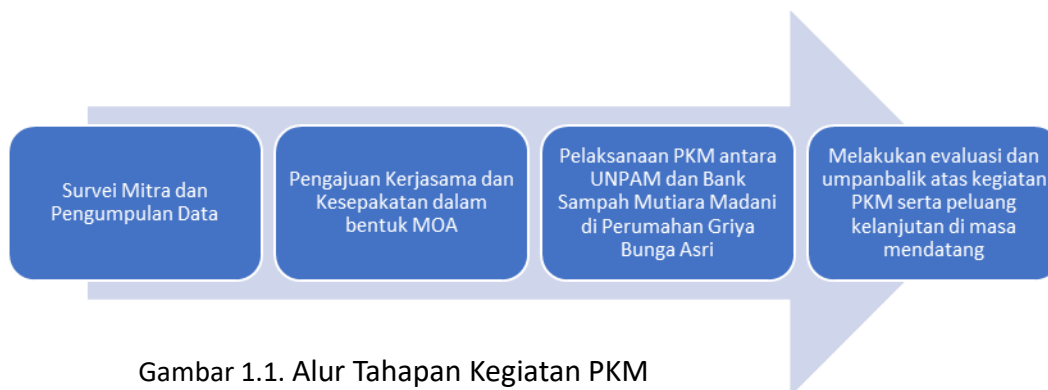 Survei Mitra dan
Pengumpulan Data
Pengajuan Kerjasama dan
Kesepakatan dalam
bentuk MOA
Pelaksanaan PKM antara
UNPAM dan Bank
Sampah Mutiara Madani
di Perumahan Griya
Bunga Asri
Melakukan evaluasi dan
umpanbalik atas kegiatan
PKM serta peluang
kelanjutan di masa
mendatang
Gambar 1.1. Alur Tahapan Kegiatan PKM